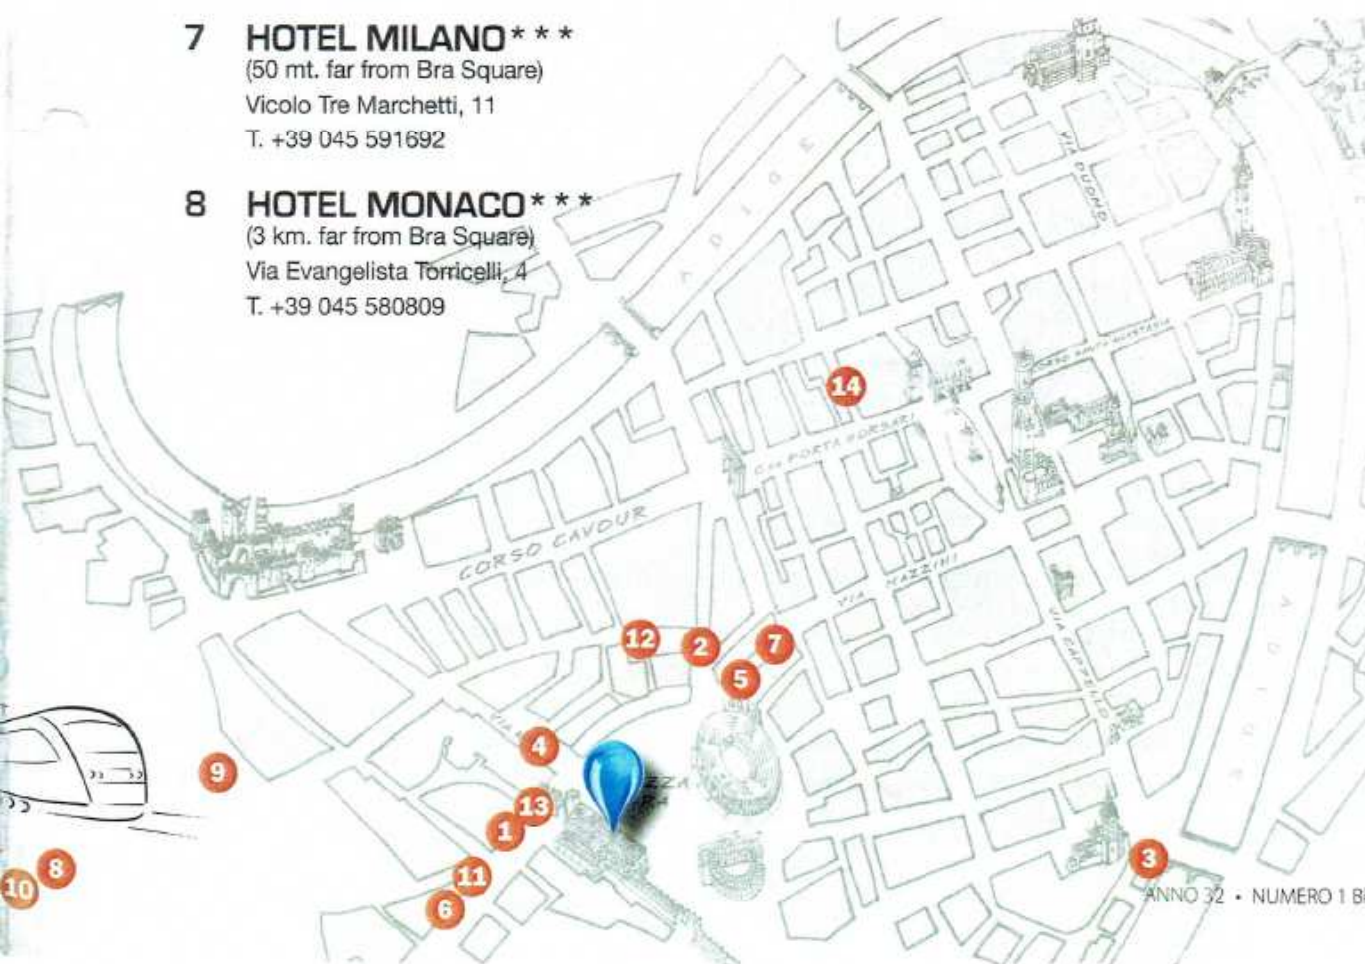 7 HOTEL MILANO***
(50 mt. far from Bra Square)
Vicolo Tre Marchetti, 11
T. +39 045 591692
8 HOTEL MONACO***
(3 km. far from Bra Square)
Via Evangelista Torricelli, 4
T. +39 045 580809
ADIGE
VIA DUOMO
CORSO SANTA ANASTASIA
14
C.so PORTA BORSARI
CORSO CAVOUR
VIA MAZZINI
VIA CAPPELLO
ADIGE
12
2
7
5
4
VIA
9
13
1
11
6
8
10
3
ANNO 32 • NUMERO 1